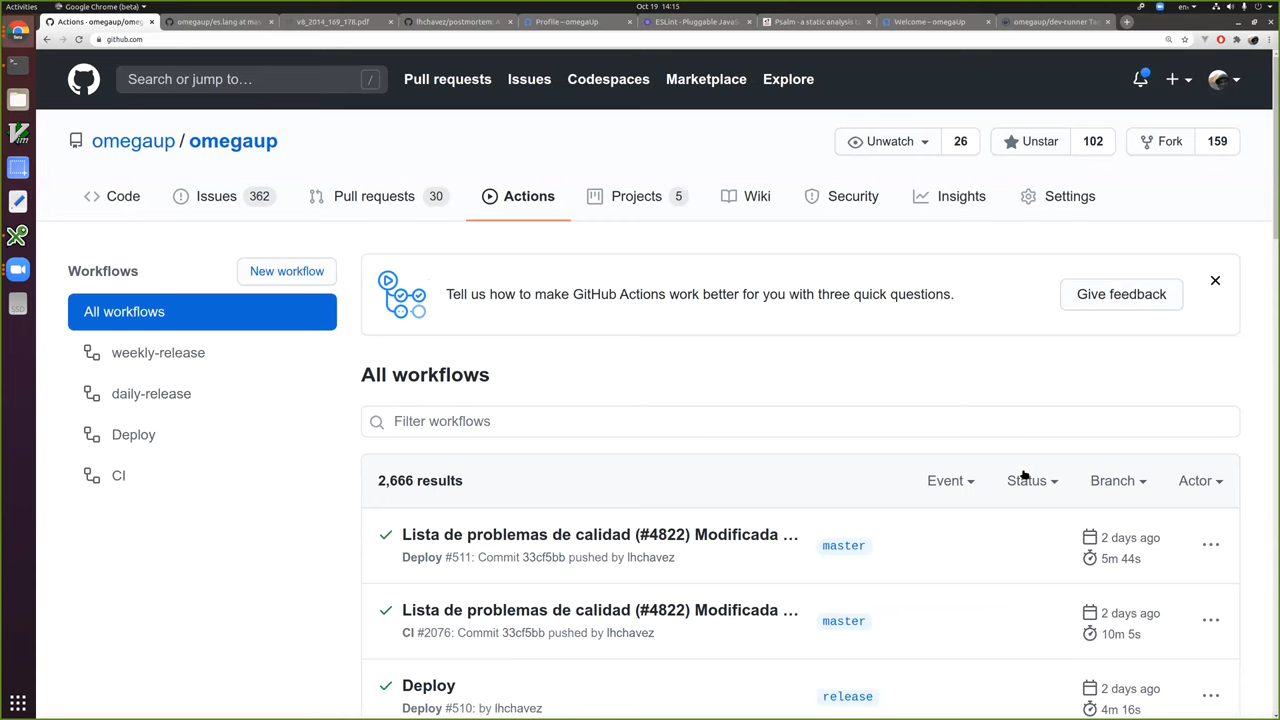 Activities
Google Chrome (beta)
Oct 19 14:15
en
Actions · omegaup/ome
omegaup/es.lang at mas
v8_2014_169_178.pdf
lhchavez/postmortem: A
Profile – omegaUp
ESLint - Pluggable JavaS
Psalm - a static analysis t
Welcome – omegaUp
omegaup/dev-runner Ta
github.com
Search or jump to…
/
Pull requests
Issues
Codespaces
Marketplace
Explore
omegaup / omegaup
Unwatch
26
Unstar
102
Fork
159
Code
Issues 362
Pull requests 30
Actions
Projects 5
Wiki
Security
Insights
Settings
Workflows
New workflow
All workflows
weekly-release
daily-release
Deploy
CI
Tell us how to make GitHub Actions work better for you with three quick questions.
Give feedback
All workflows
Filter workflows
2,666 results
Event
Status
Branch
Actor
Lista de problemas de calidad (#4822) Modificada …
Deploy #511: Commit 33cf5bb pushed by lhchavez
master
2 days ago
5m 44s
Lista de problemas de calidad (#4822) Modificada …
CI #2076: Commit 33cf5bb pushed by lhchavez
master
2 days ago
10m 5s
Deploy
Deploy #510: by lhchavez
release
2 days ago
4m 16s
SSD